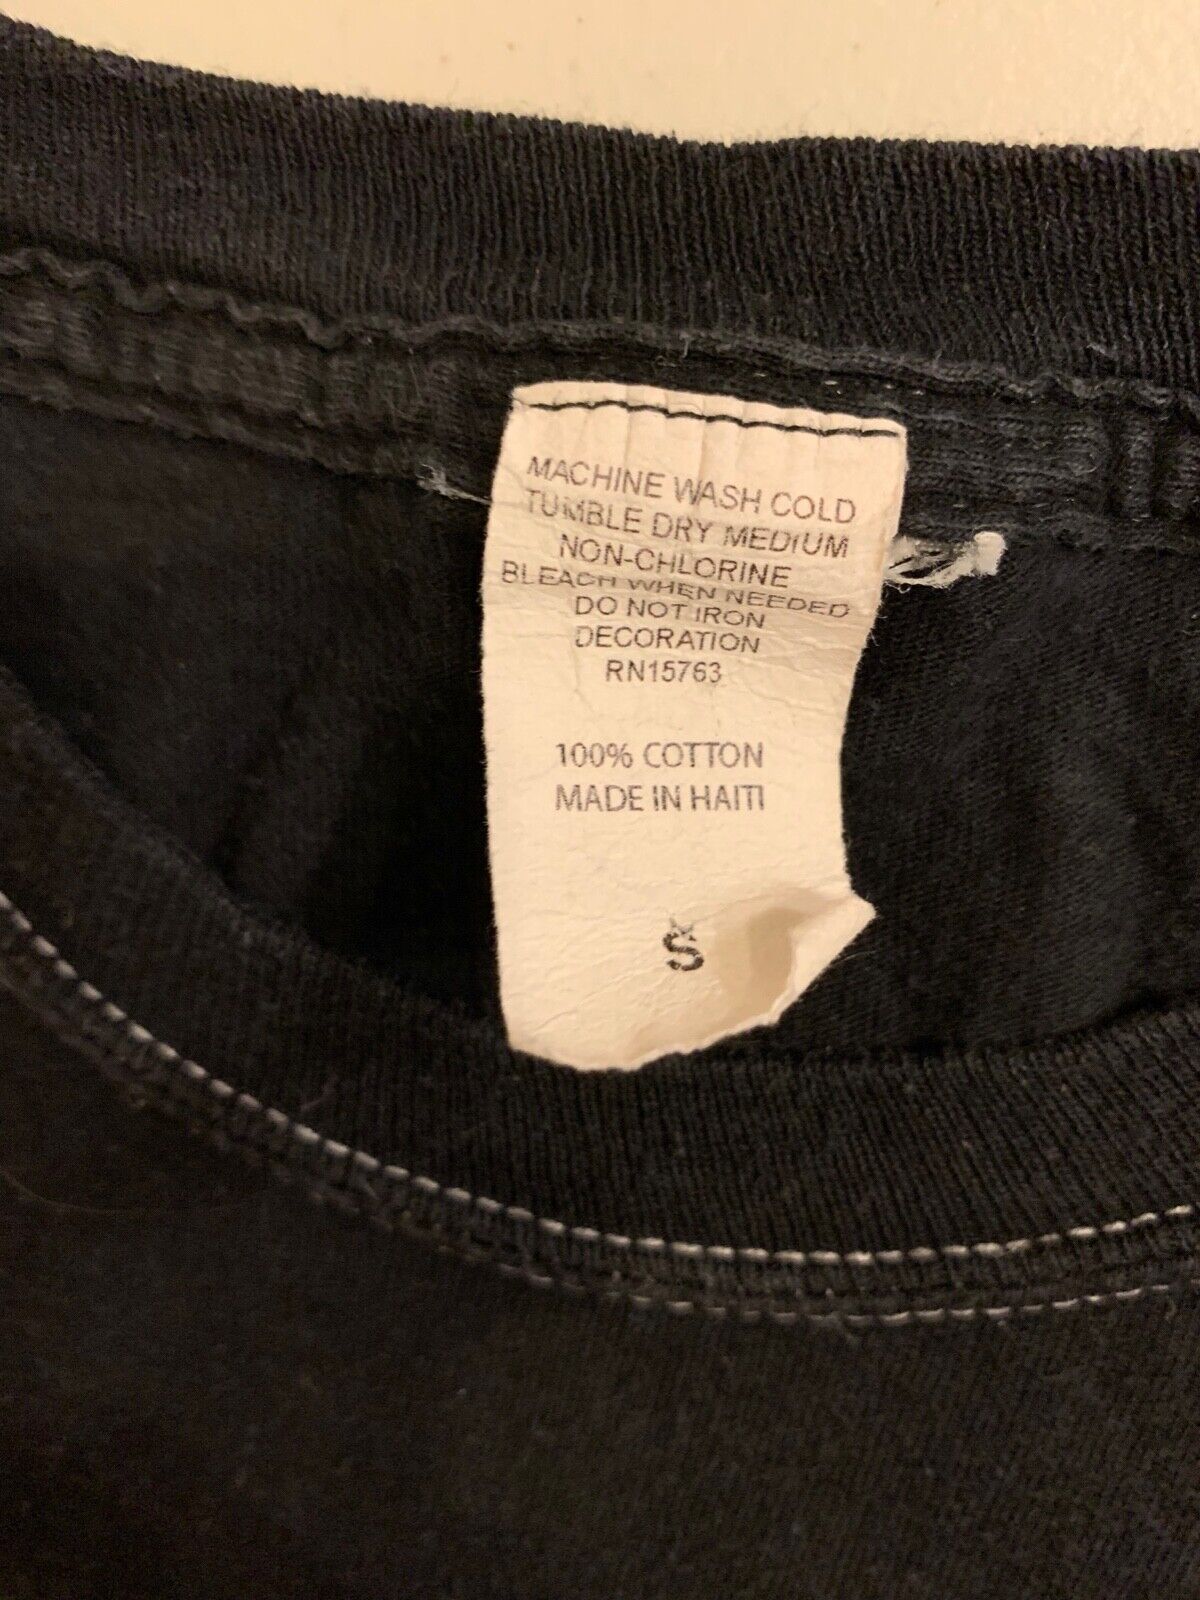 MACHINE WASH COLD
TUMBLE DRY MEDIUM
NON-CHLORINE
BLEACH WHEN NEEDED
DO NOT IRON
DECORATION
RN15763
100% COTTON
MADE IN HAITI
S